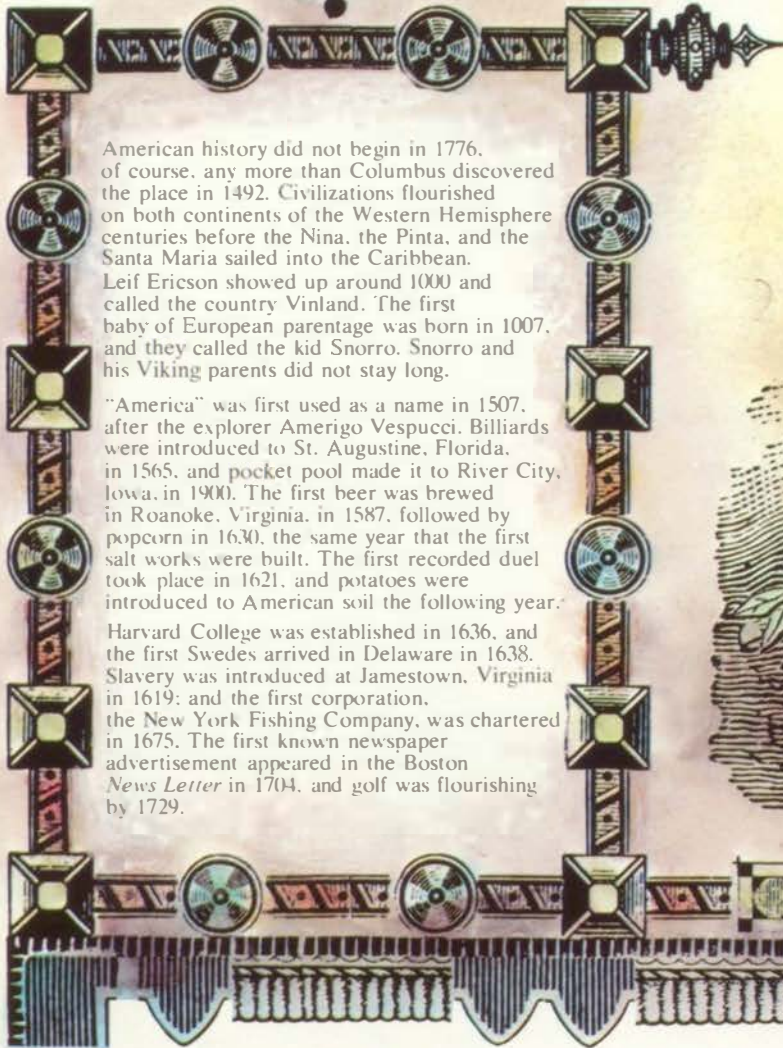 American history did not begin in 1776,
of course, any more than Columbus discovered
the place in 1492. Civilizations flourished
on both continents of the Western Hemisphere
centuries before the Nina, the Pinta, and the
Santa Maria sailed into the Caribbean.
Leif Ericson showed up around 1000 and
called the country Vinland. The first
baby of European parentage was born in 1007,
and they called the kid Snorro. Snorro and
his Viking parents did not stay long.
"America" was first used as a name in 1507,
after the explorer Amerigo Vespucci. Billiards
were introduced to St. Augustine, Florida,
in 1565, and pocket pool made it to River City,
Iowa, in 1900. The first beer was brewed
in Roanoke, Virginia, in 1587, followed by
popcorn in 1630, the same year that the first
salt works were built. The first recorded duel
took place in 1621, and potatoes were
introduced to American soil the following year.
Harvard College was established in 1636, and
the first Swedes arrived in Delaware in 1638.
Slavery was introduced at Jamestown, Virginia
in 1619; and the first corporation,
the New York Fishing Company, was chartered
in 1675. The first known newspaper
advertisement appeared in the Boston
News Letter in 1704, and golf was flourishing
by 1729.